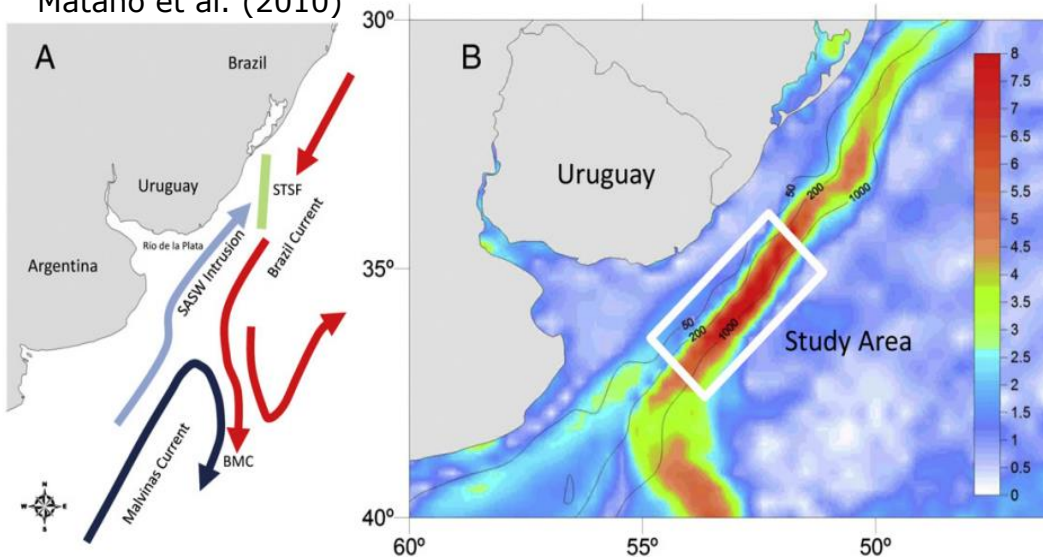 Matano et al. (2010)
A
Brazil
Uruguay
STSF
Río de la Plata
Brazil Current
Argentina
SASW Intrusion
Malvinas Current
BMC
N
W
E
S
B
30º
35º
40º
60º
55º
50º
Uruguay
Study Area
50
200
1000
50
200
1000
8
7.5
7
6.5
6
5.5
5
4.5
4
3.5
3
2.5
2
1.5
1
0.5
0